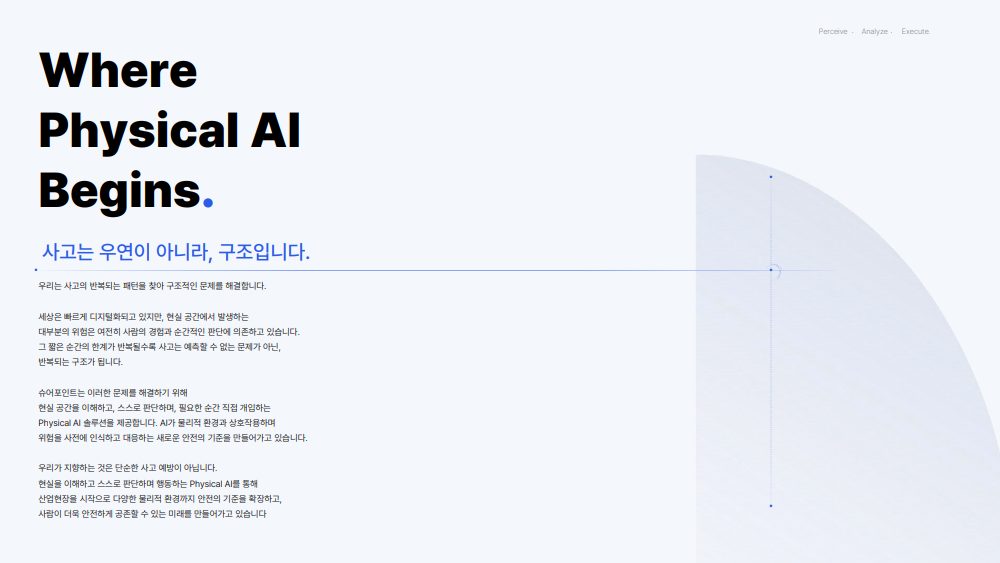 Perceive · Analyze · Execute
Where
Physical AI
Begins.
사고는 우연이 아니라, 구조입니다.
우리는 사고의 반복되는 패턴을 찾아 구조적인 문제를 해결합니다.
세상은 빠르게 디지털화되고 있지만, 현실 공간에서 발생하는
대부분의 위험은 여전히 사람의 경험과 순간적인 판단에 의존하고 있습니다.
그 짧은 순간의 한계가 반복될수록 사고는 예측할 수 없는 문제가 아닌,
반복되는 구조가 됩니다.
슈어포인트는 이러한 문제를 해결하기 위해
현실 공간을 이해하고, 스스로 판단하며, 필요한 순간 직접 개입하는
Physical AI 솔루션을 제공합니다. AI가 물리적 환경과 상호작용하며
위험을 사전에 인식하고 대응하는 새로운 안전의 기준을 만들어가고 있습니다.
우리가 지향하는 것은 단순한 사고 예방이 아닙니다.
현실을 이해하고 스스로 판단하며 행동하는 Physical AI를 통해
산업현장을 시작으로 다양한 물리적 환경까지 안전의 기준을 확장하고,
사람이 더욱 안전하게 공존할 수 있는 미래를 만들어가고 있습니다